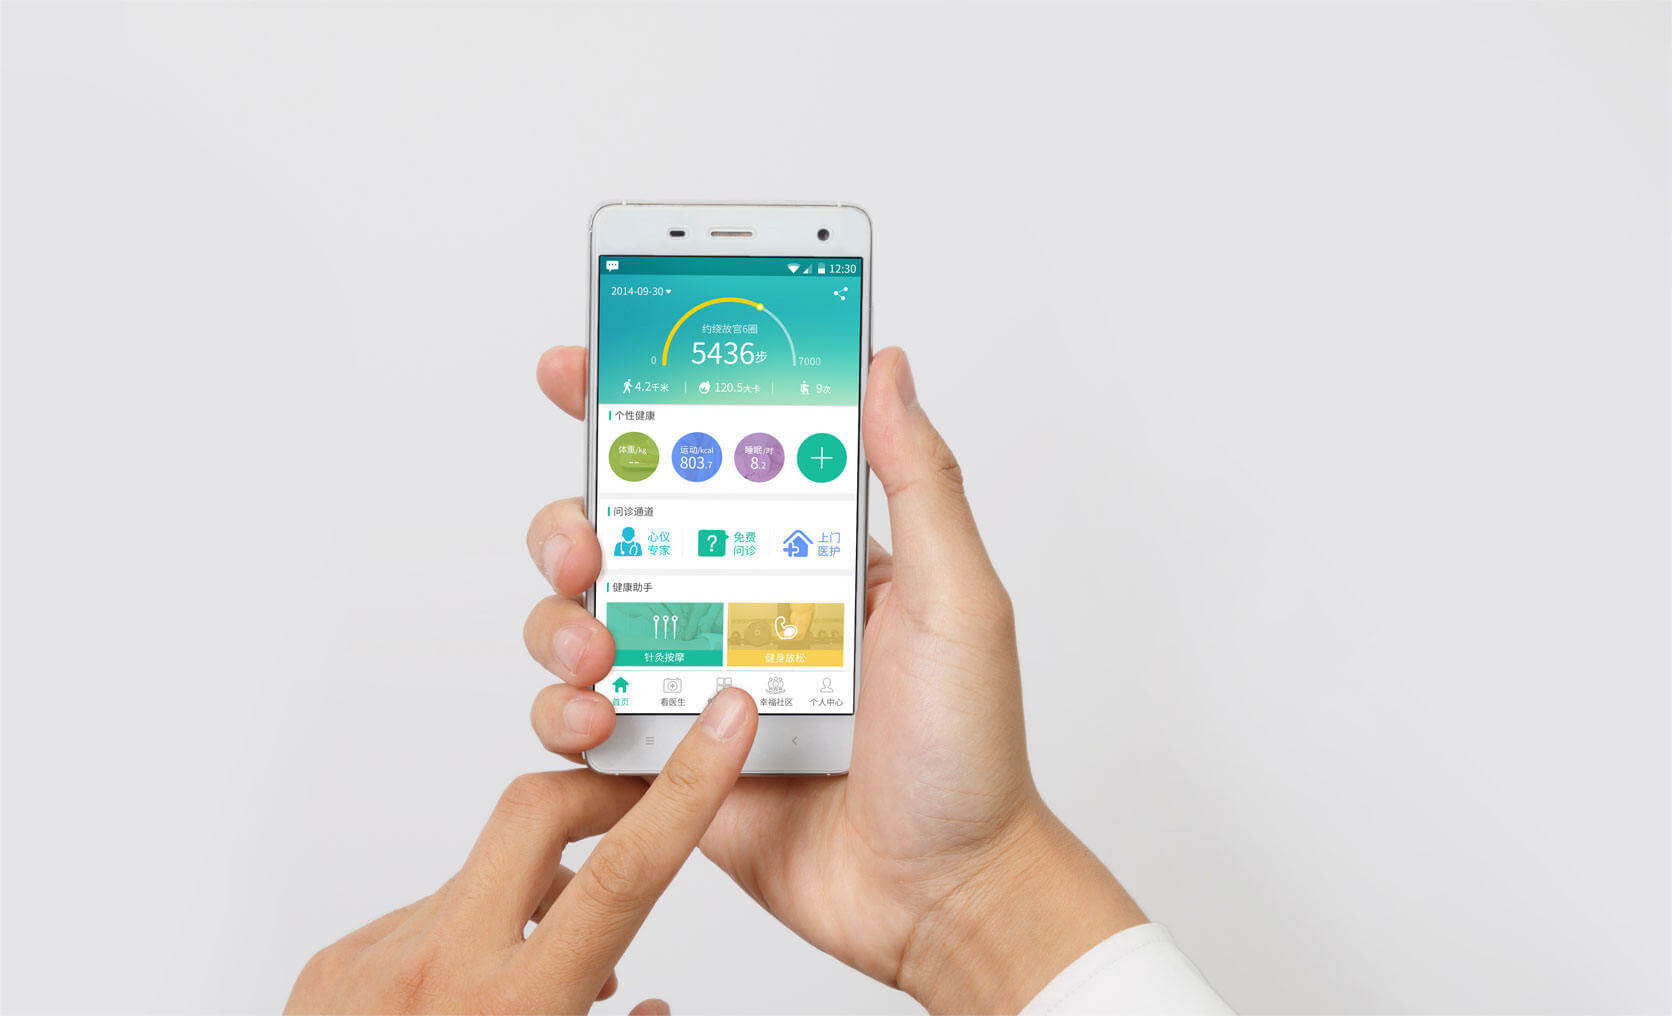 12:30
2014-09-30
约绕故宫6圈
5436步
0
7000
4.2千米
120.5大卡
9次
个性健康
体重/kg
--
运动/kcal
803.7
睡眠/时
8.2
问诊通道
心仪
专家
?
免费
问诊
上门
医护
健康助手
针灸按摩
健身放松
首页
看医生
幸福社区
个人中心